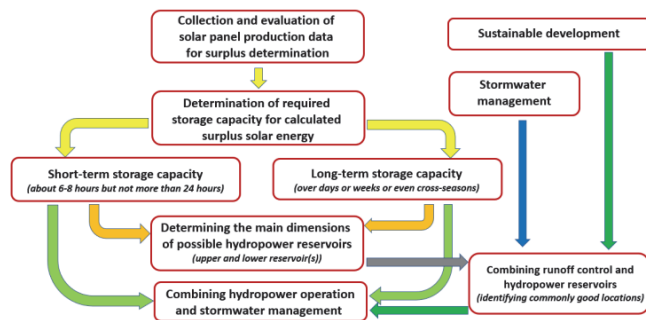 Collection and evaluation of
solar panel production data
for surplus determination
Sustainable development
Stormwater
management
Determination of required
storage capacity for calculated
surplus solar energy
Short-term storage capacity
(about 6-8 hours but not more than 24 hours)
Long-term storage capacity
(over days or weeks or even cross-seasons)
Determining the main dimensions
of possible hydropower reservoirs
(upper and lower reservoir(s))
Combining runoff control and
hydropower reservoirs
(identifying commonly good locations)
Combining hydropower operation
and stormwater management